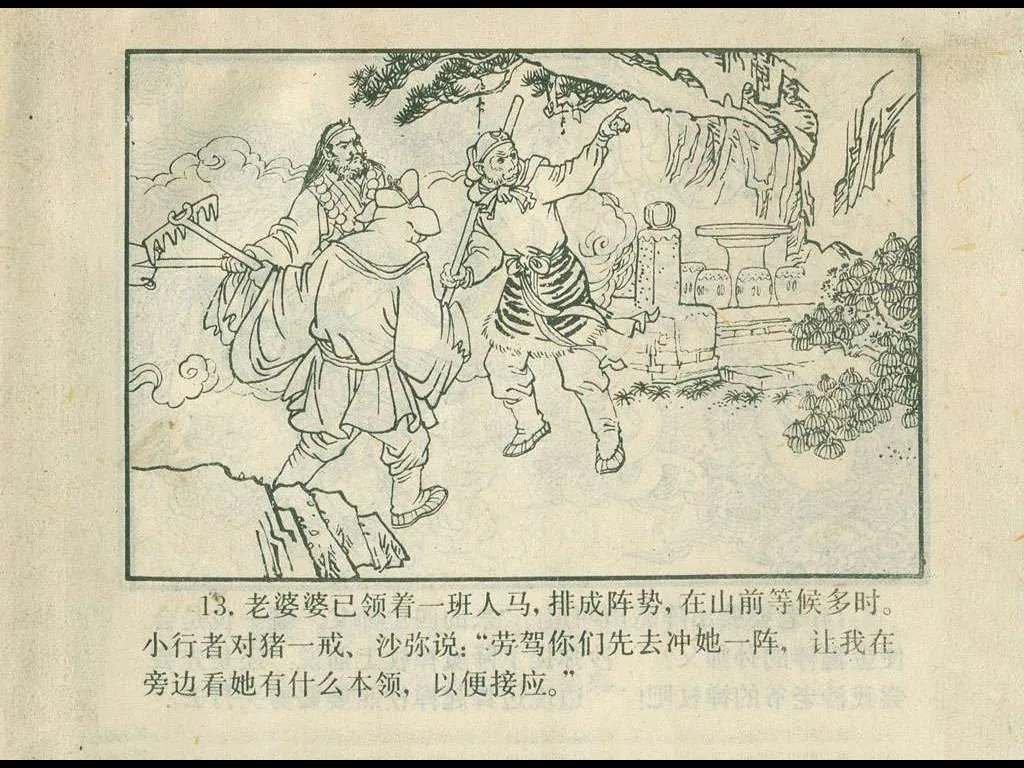 13. 老婆婆已领着一班人马，排成阵势，在山前等候多时。
小行者对猪一戒、沙弥说：“劳驾你们先去冲她一阵，让我在
旁边看她有什么本领，以便接应。”